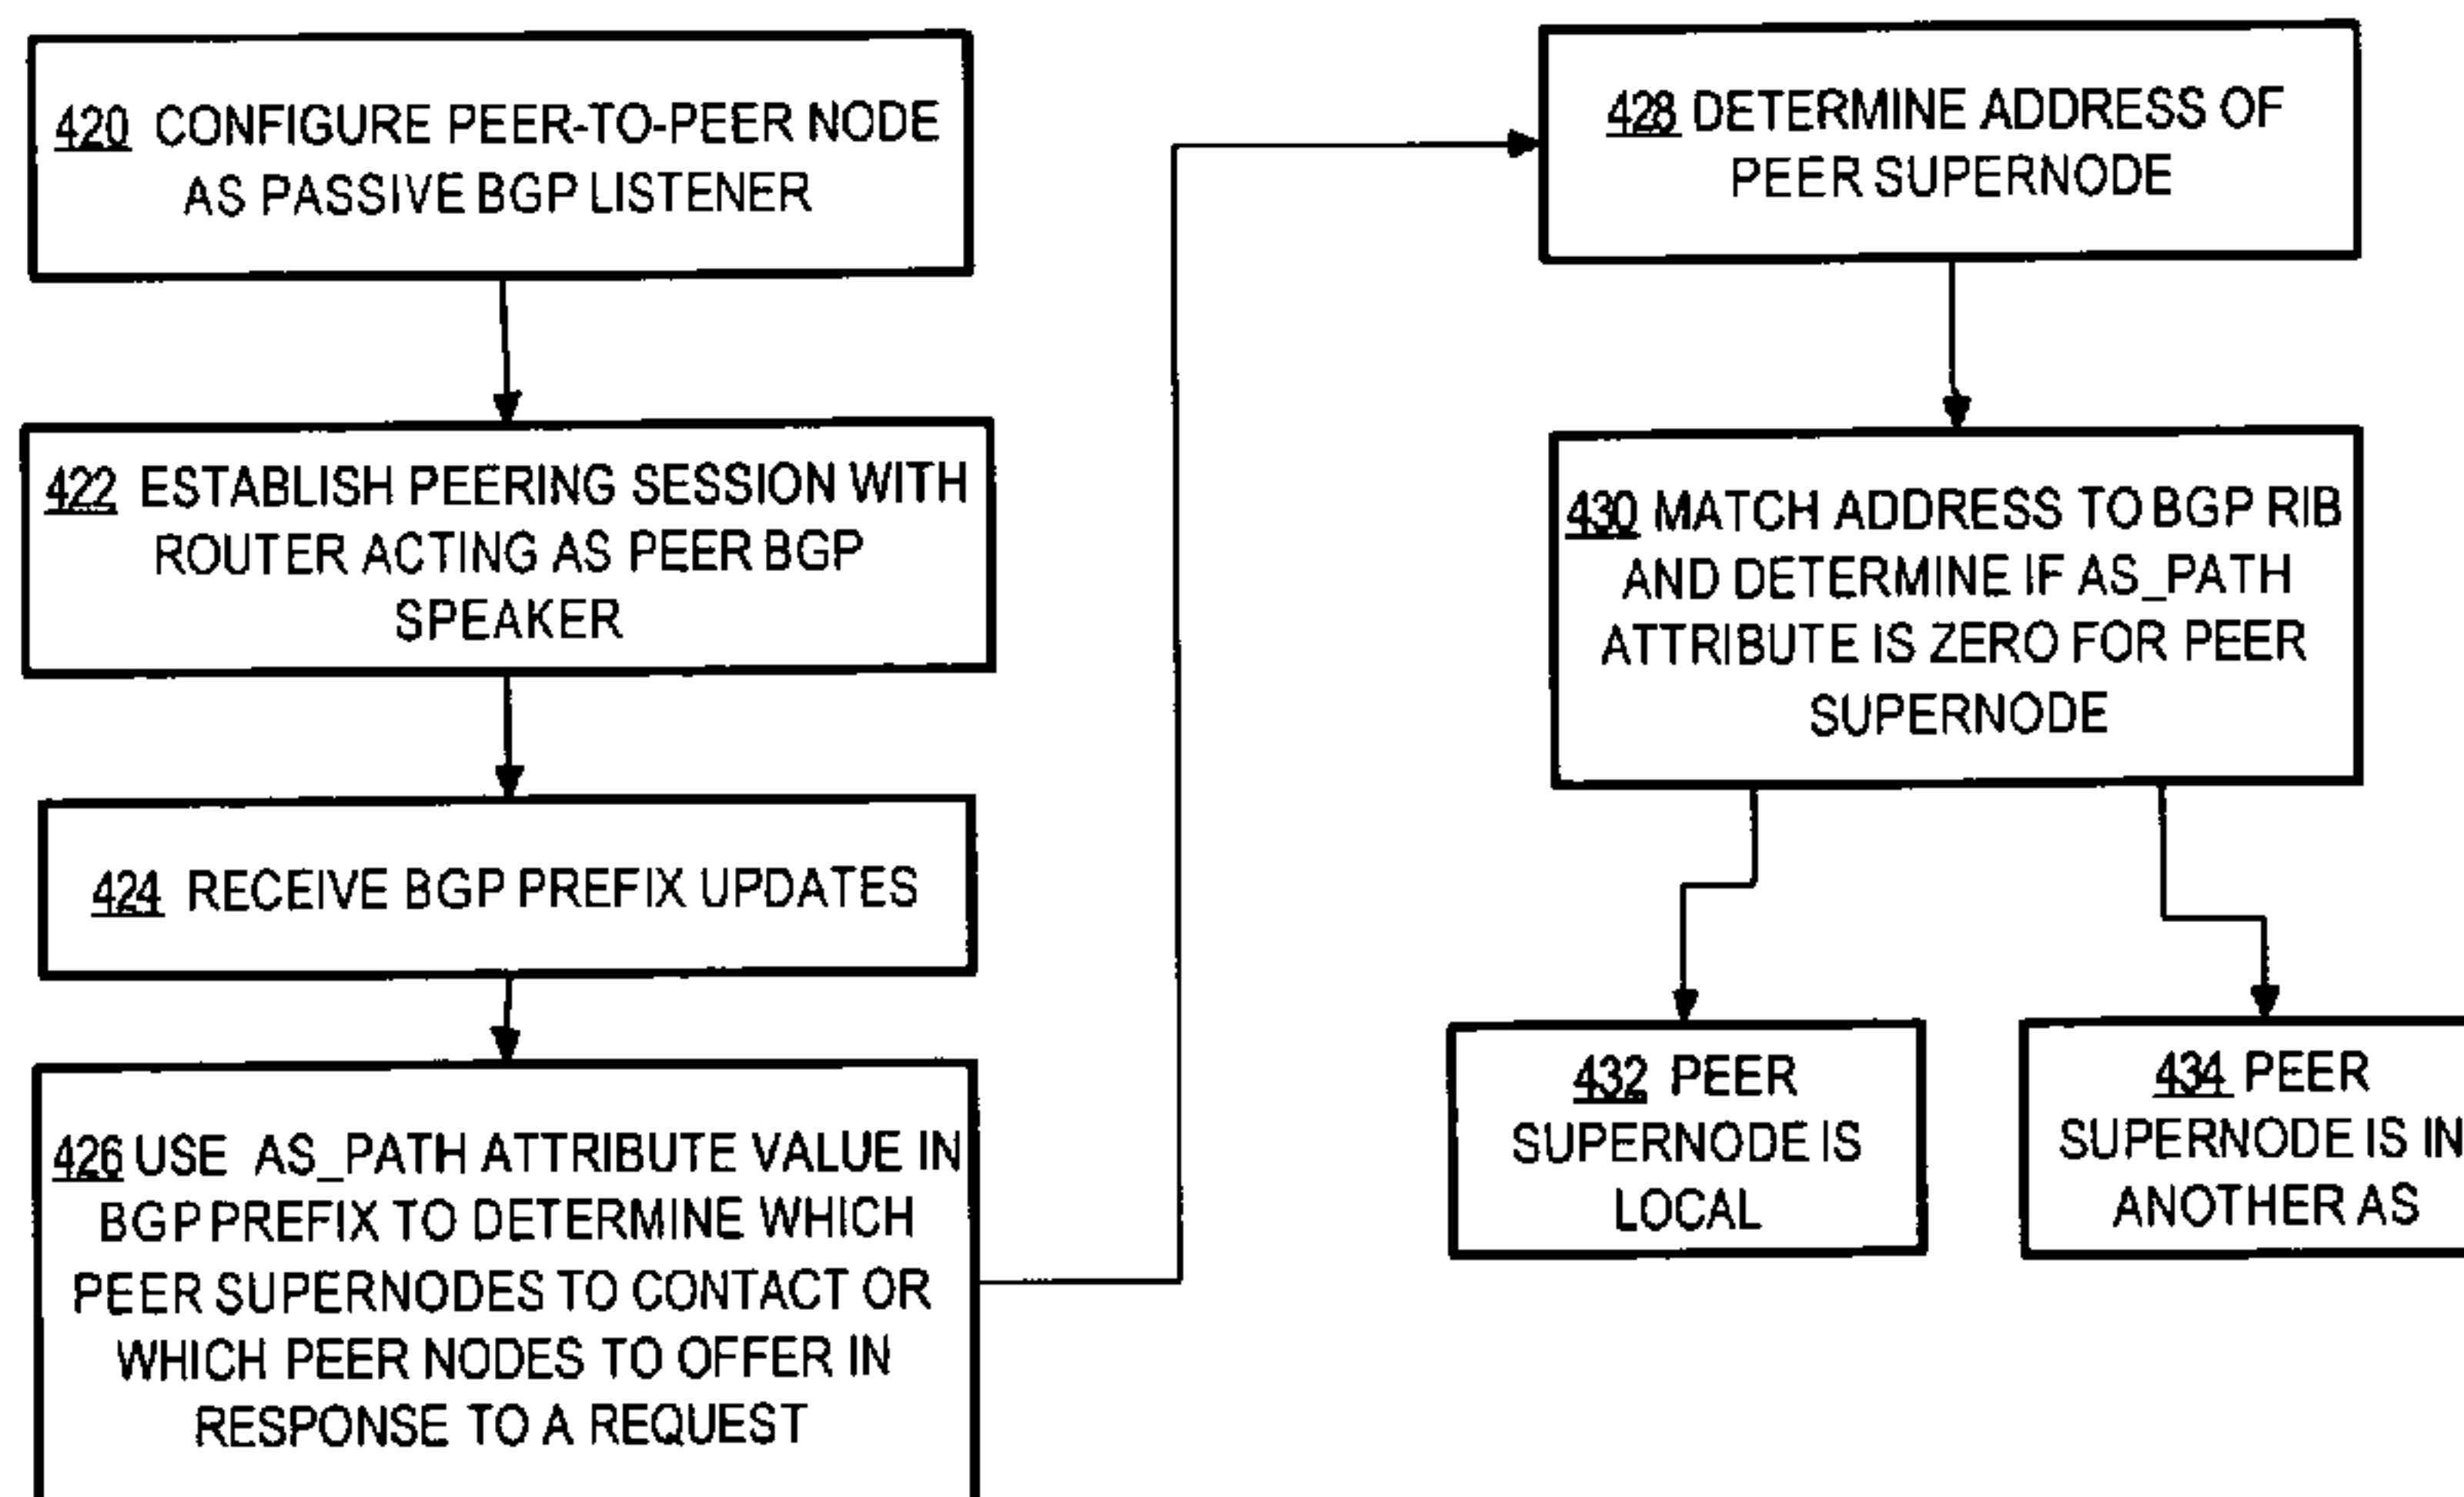 420 CONFIGURE PEER-TO-PEER NODE
AS PASSIVE BGP LISTENER
422 ESTABLISH PEERING SESSION WITH
ROUTER ACTING AS PEER BGP
SPEAKER
424 RECEIVE BGP PREFIX UPDATES
426 USE AS_PATH ATTRIBUTE VALUE IN
BGP PREFIX TO DETERMINE WHICH
PEER SUPERNODES TO CONTACT OR
WHICH PEER NODES TO OFFER IN
RESPONSE TO A REQUEST
428 DETERMINE ADDRESS OF
PEER SUPERNODE
430 MATCH ADDRESS TO BGP RIB
AND DETERMINE IF AS_PATH
ATTRIBUTE IS ZERO FOR PEER
SUPERNODE
432 PEER
SUPERNODE IS
LOCAL
434 PEER
SUPERNODE IS IN
ANOTHER AS